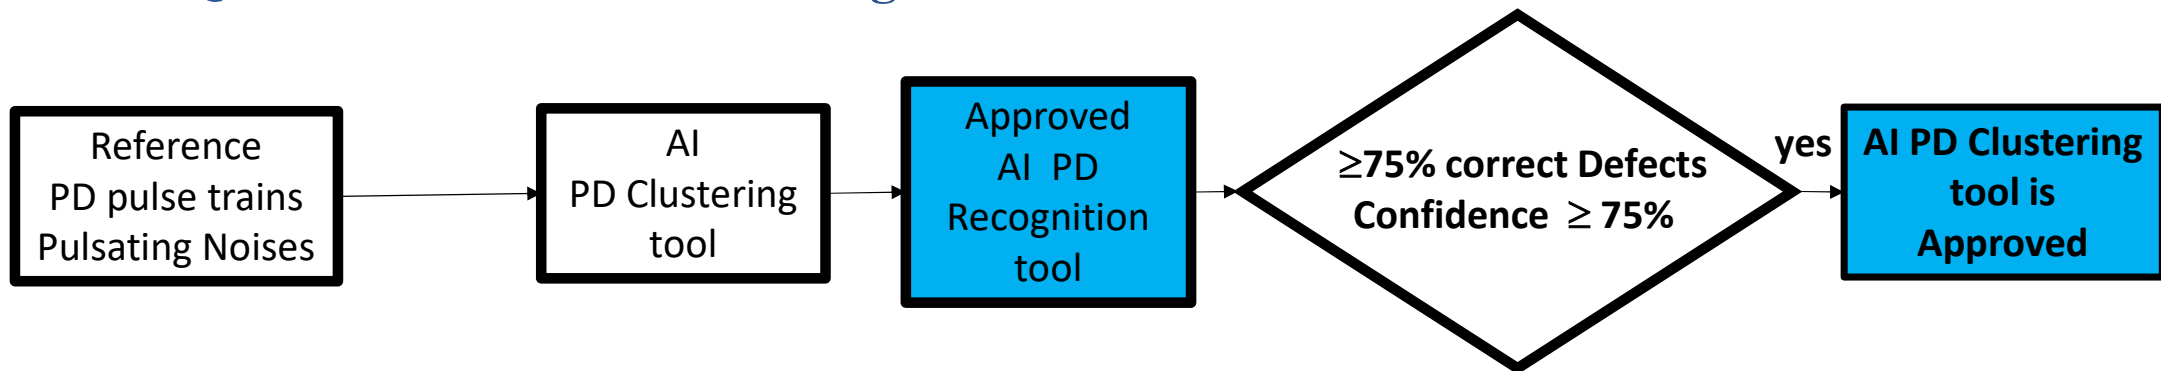 Reference
PD pulse trains
Pulsating Noises
AI
PD Clustering
tool
Approved
AI PD
Recognition
tool
≥75% correct Defects
Confidence ≥ 75%
yes
AI PD Clustering
tool is
Approved